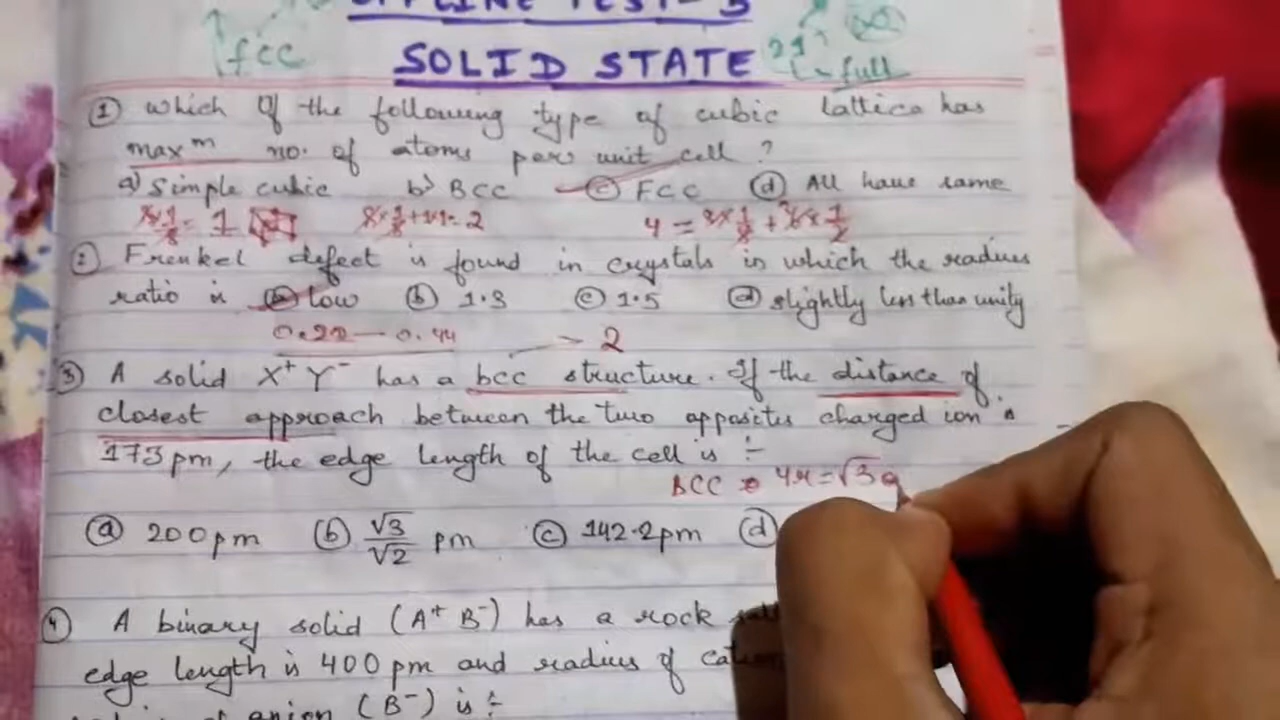 OFFLINE TEST- B
fcc
SOLID STATE
full
① which of the following type of cubic lattice has
maxᵐ no. of atoms per unit cell ?
a) Simple cubic b) BCC ⓒ FCC ⓓ All have same
8×1/8 = 1 8×1/8+1×1=2 4 = 8×1/8 + 6×1/2
② Frenkel defect is found in crystals in which the radius
ratio is ⓐ low ⓑ 1.3 ⓒ 1.5 ⓓ slightly less than unity
0.22 — 0.44 2
③ A solid X⁺ Y⁻ has a bcc structure. If the distance of
closest approach between the two opposites charged ion is
173 pm, the edge length of the cell is :-
BCC 4r = √3 a
ⓐ 200 pm ⓑ √3/√2 pm ⓒ 142.2pm ⓓ
④ A binary solid (A⁺ B⁻) has a rock
edge length is 400 pm and radius of
anion (B⁻) is :-